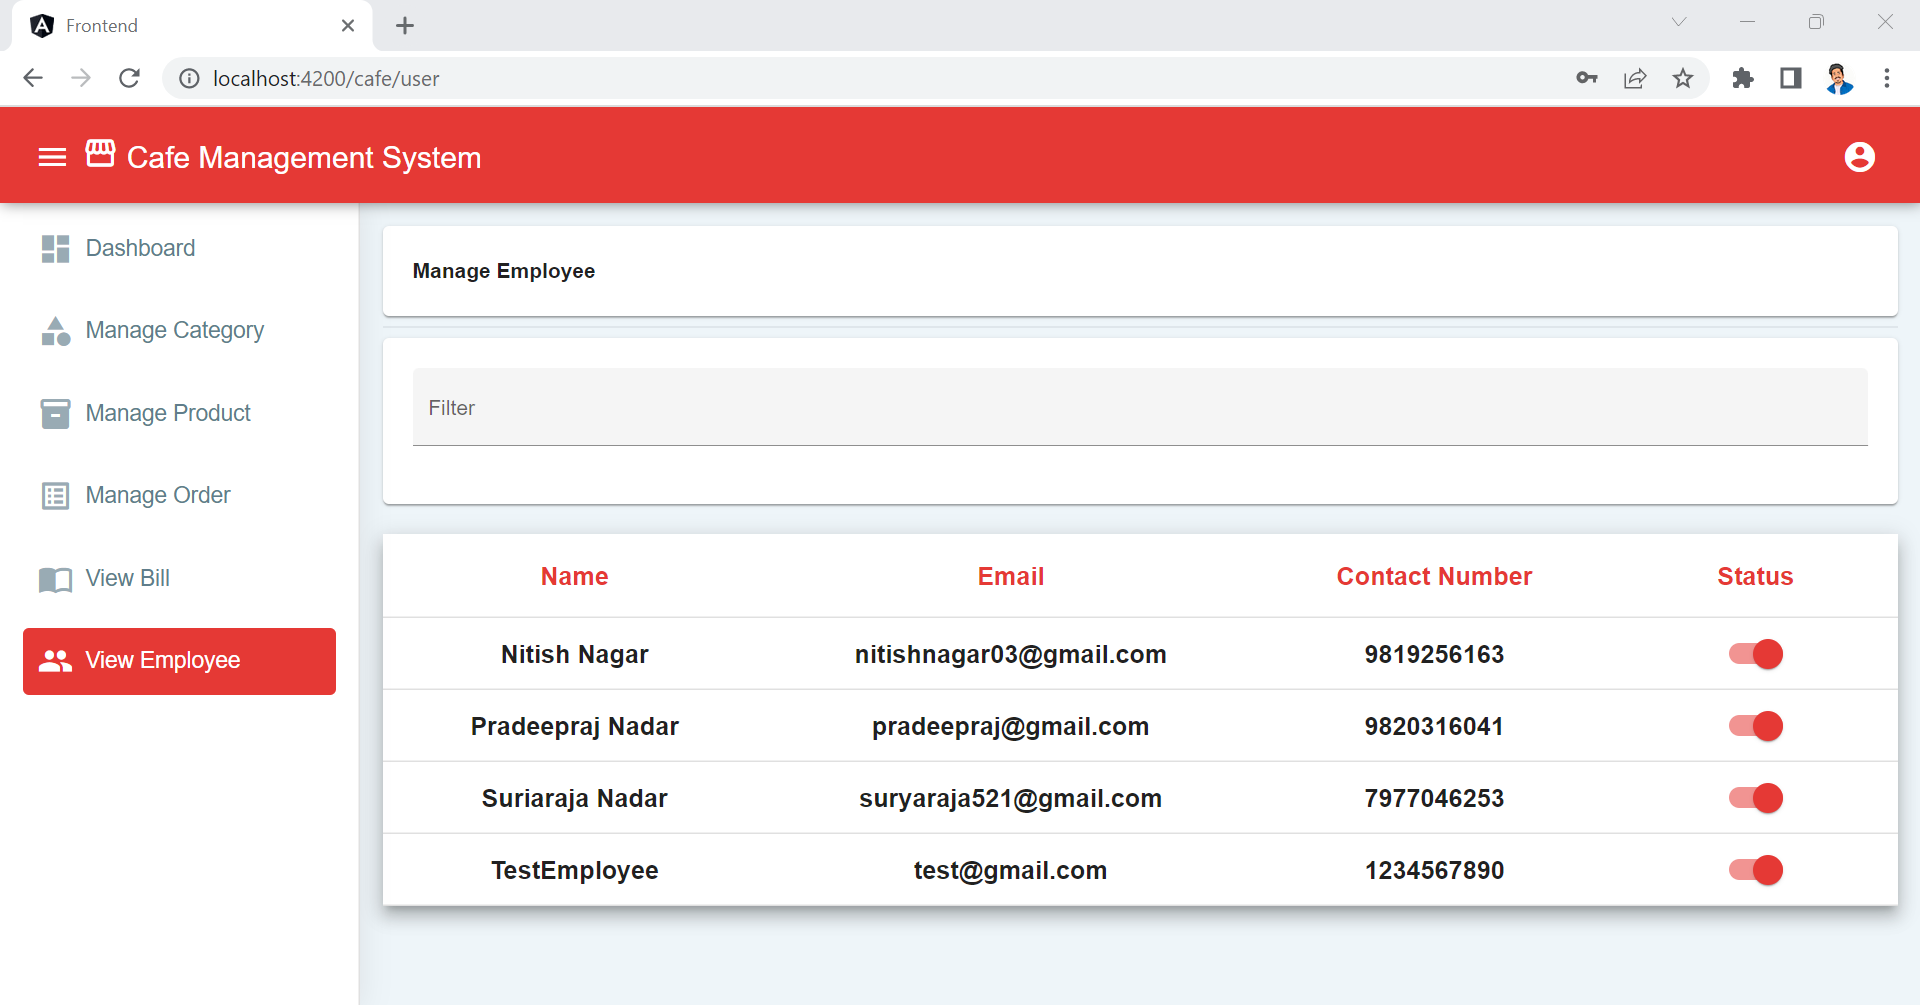 Frontend
localhost:4200/cafe/user
Cafe Management System
Dashboard
Manage Category
Manage Product
Manage Order
View Bill
View Employee
Manage Employee
Filter
Name Email Contact Number Status
Nitish Nagar nitishnagar03@gmail.com 9819256163
Pradeepraj Nadar pradeepraj@gmail.com 9820316041
Suriaraja Nadar suryaraja521@gmail.com 7977046253
TestEmployee test@gmail.com 1234567890